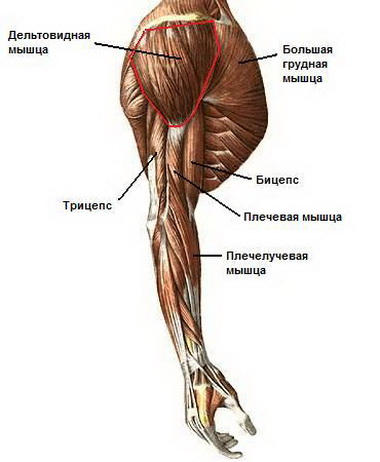 Дельтовидная
мышца
Большая
грудная
мышца
Бицепс
Трицепс
Плечевая мышца
Плечелучевая
мышца